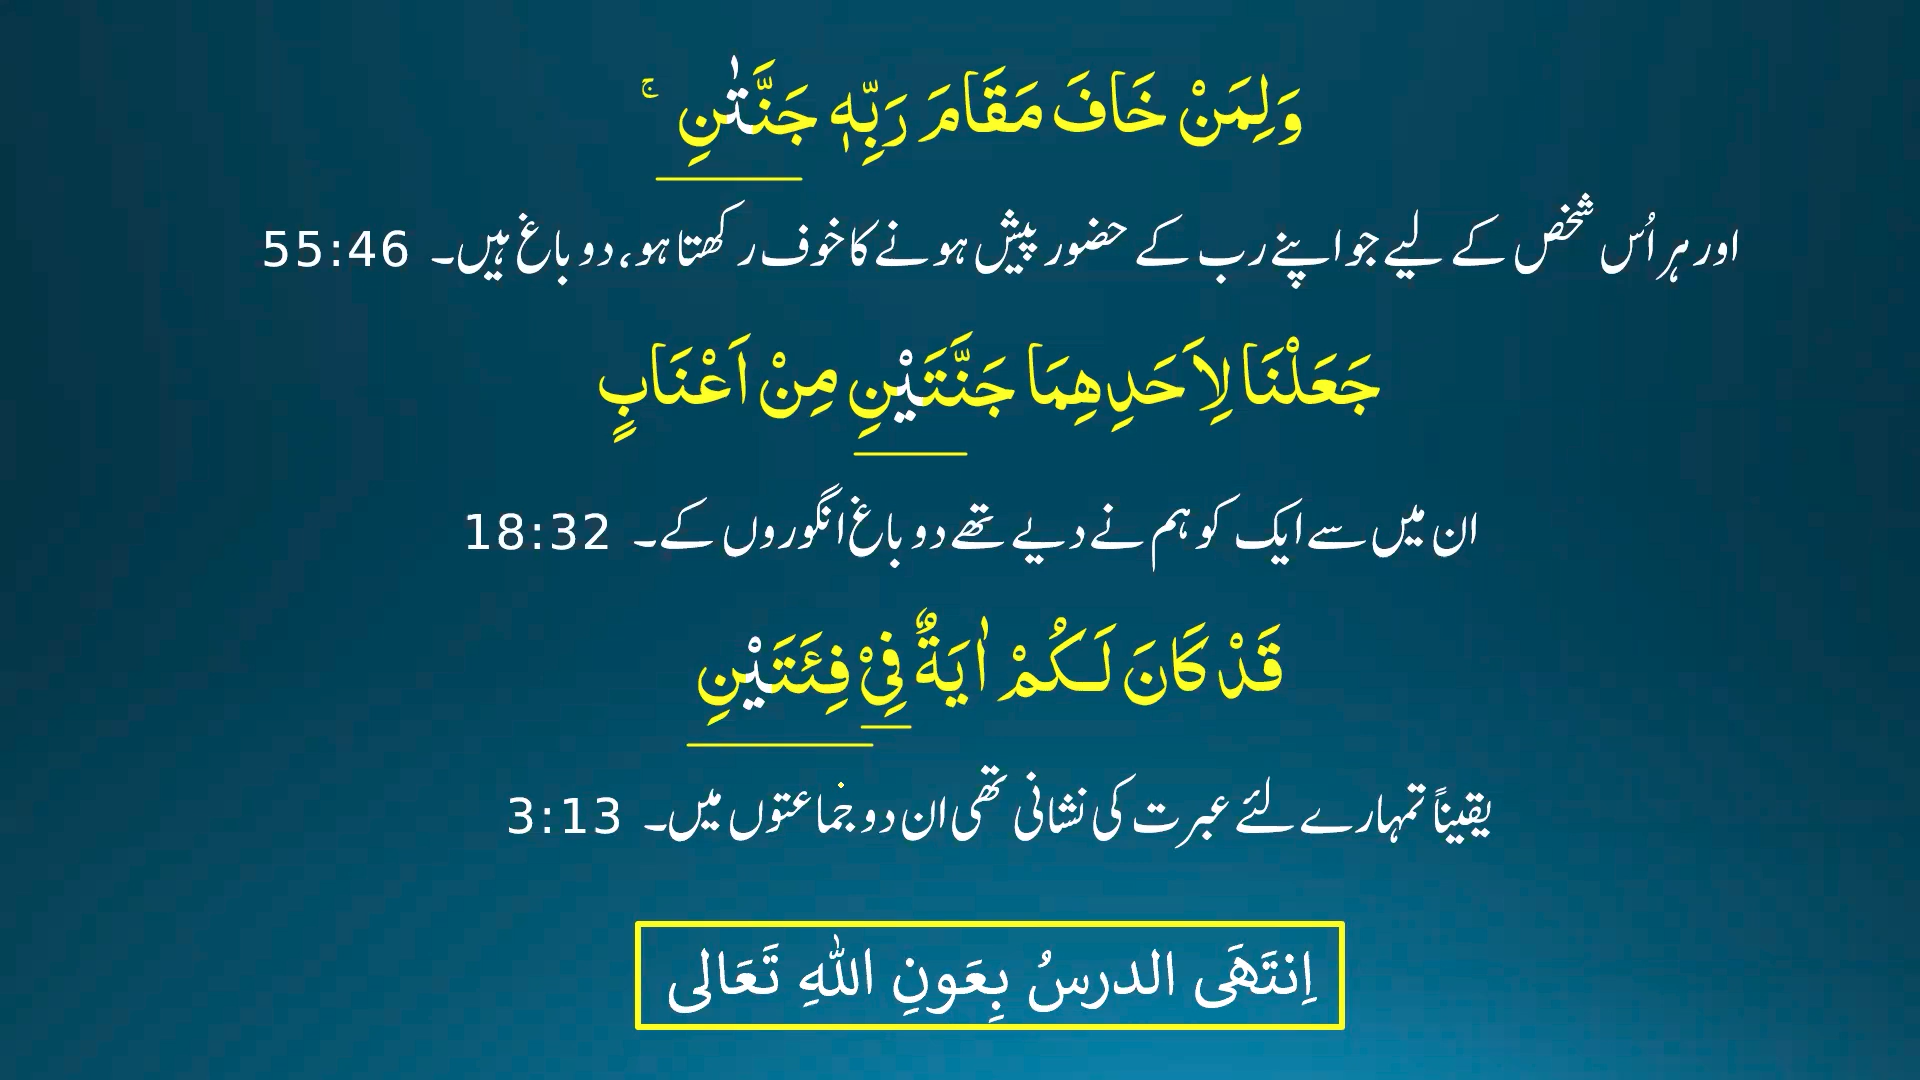 وَلِمَنْ خَافَ مَقَامَ رَبِّهٖ جَنَّتٰنِ ۚ
اور ہر اُس شخص کے لیے جو اپنے رب کے حضور پیش ہونے کا خوف رکھتا ہو، دو باغ ہیں۔ 55:46
جَعَلْنَا لِاَحَدِهِمَا جَنَّتَيْنِ مِنْ اَعْنَابٍ
ان میں سے ایک کو ہم نے دیے تھے دو باغ انگوروں کے۔ 18:32
قَدْ كَانَ لَـكُمْ اٰيَةٌ فِىْ فِئَتَيْنِ
یقیناً تمہارے لئے عبرت کی نشانی تھی ان دو جماعتوں میں۔ 3:13
اِنتَهَى الدرسُ بِعَونِ اللهِ تَعَالى